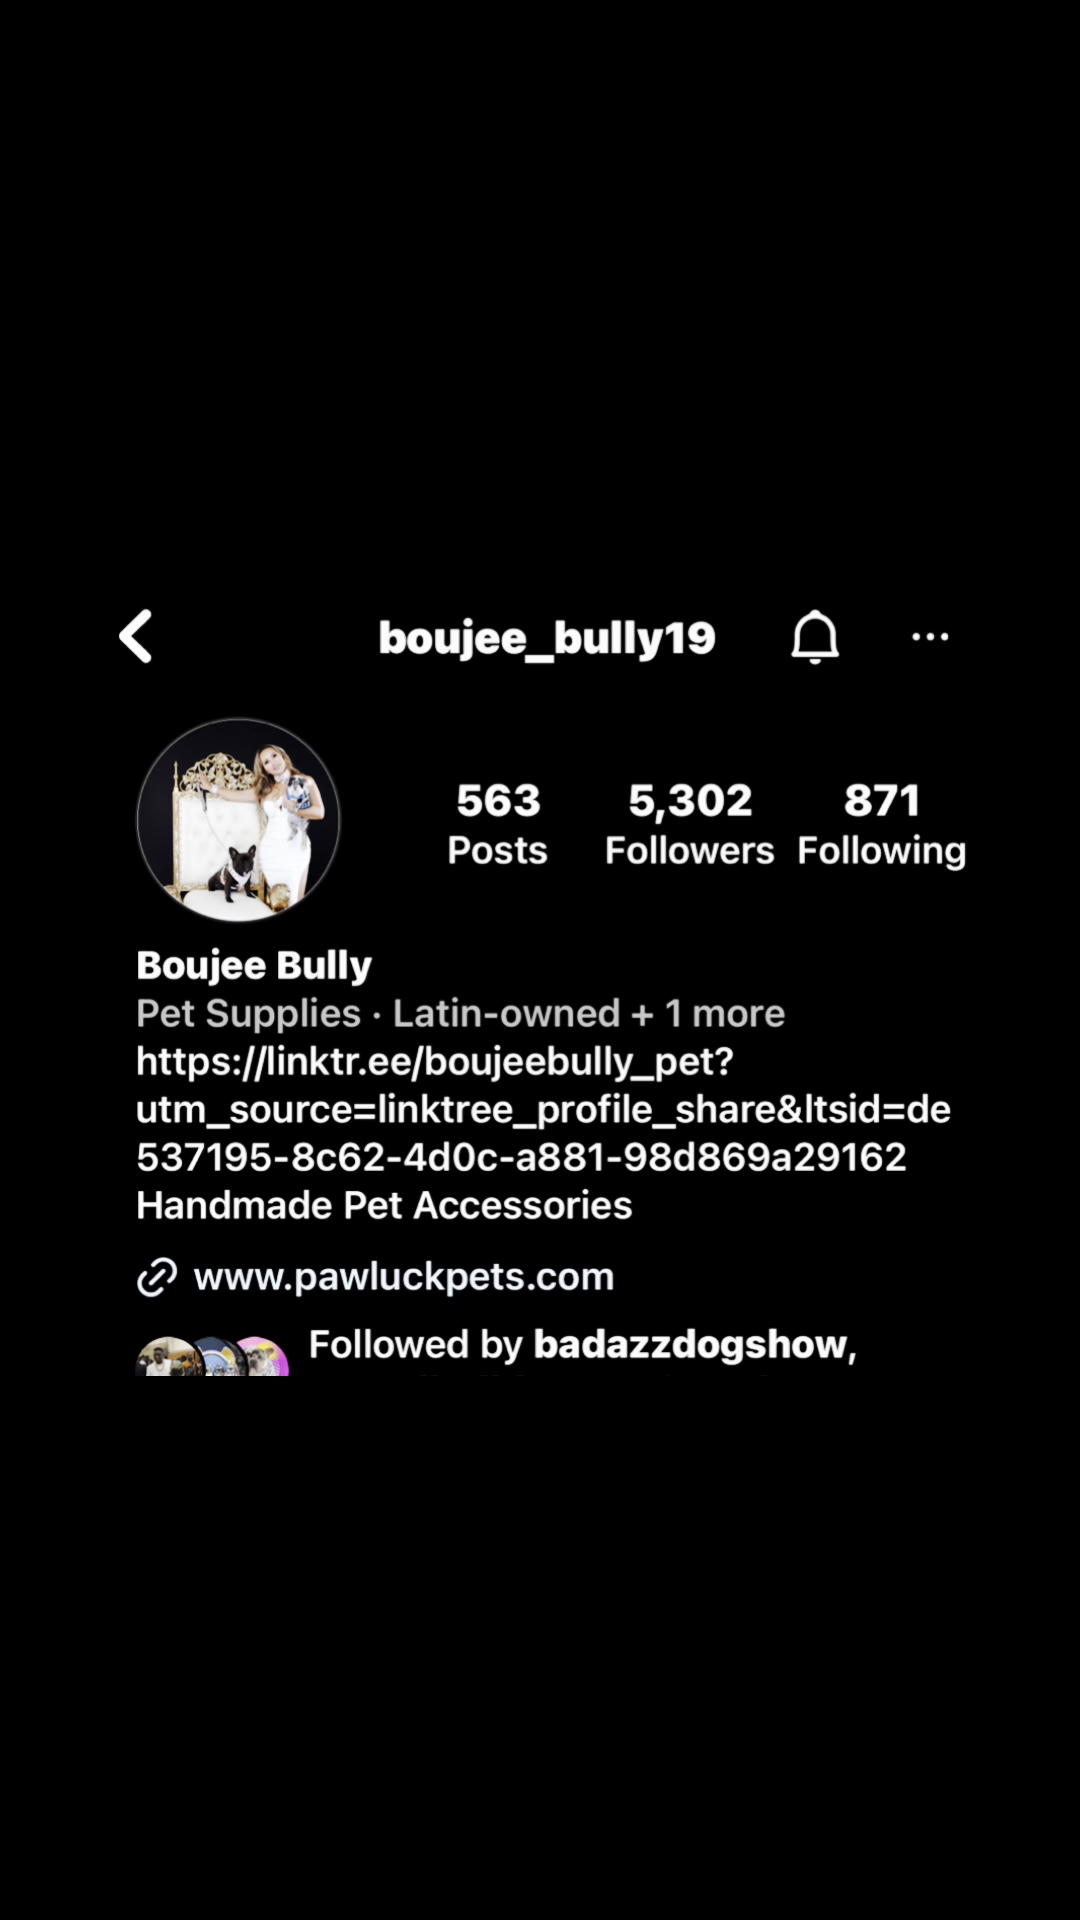 boujee_bully19
563 5,302 871
Posts Followers Following
Boujee Bully
Pet Supplies · Latin-owned + 1 more
https://linktr.ee/boujeebully_pet?
utm_source=linktree_profile_share&ltsid=de
537195-8c62-4d0c-a881-98d869a29162
Handmade Pet Accessories
www.pawluckpets.com
Followed by badazzdogshow,